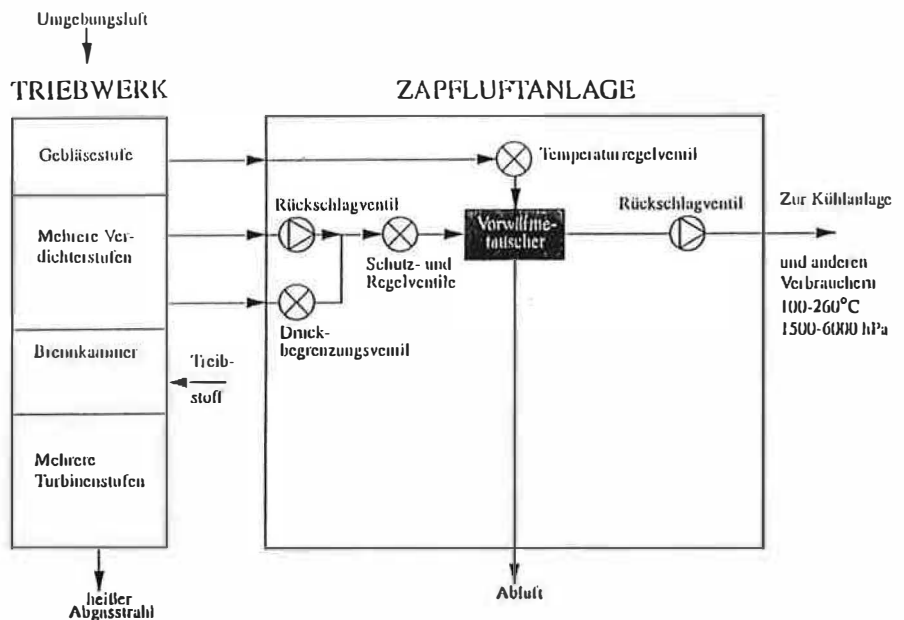 Umgebungsluft
TRIEBWERK
ZAPFLUFTANLAGE
Gebläsestufe
Mehrere Ver-
dichterstufen
Brennkammer
Treib-
stoff
Mehrere
Turbinenstufen
heißer
Abgasstrahl
Temperaturregelventil
Rückschlagventil
Schutz- und
Regelventile
Druck-
begrenzungsventil
Vorwärme-
tauscher
Rückschlagventil
Abluft
Zur Kühlanlage
und anderen
Verbrauchern
100-260°C
1500-6000 hPa